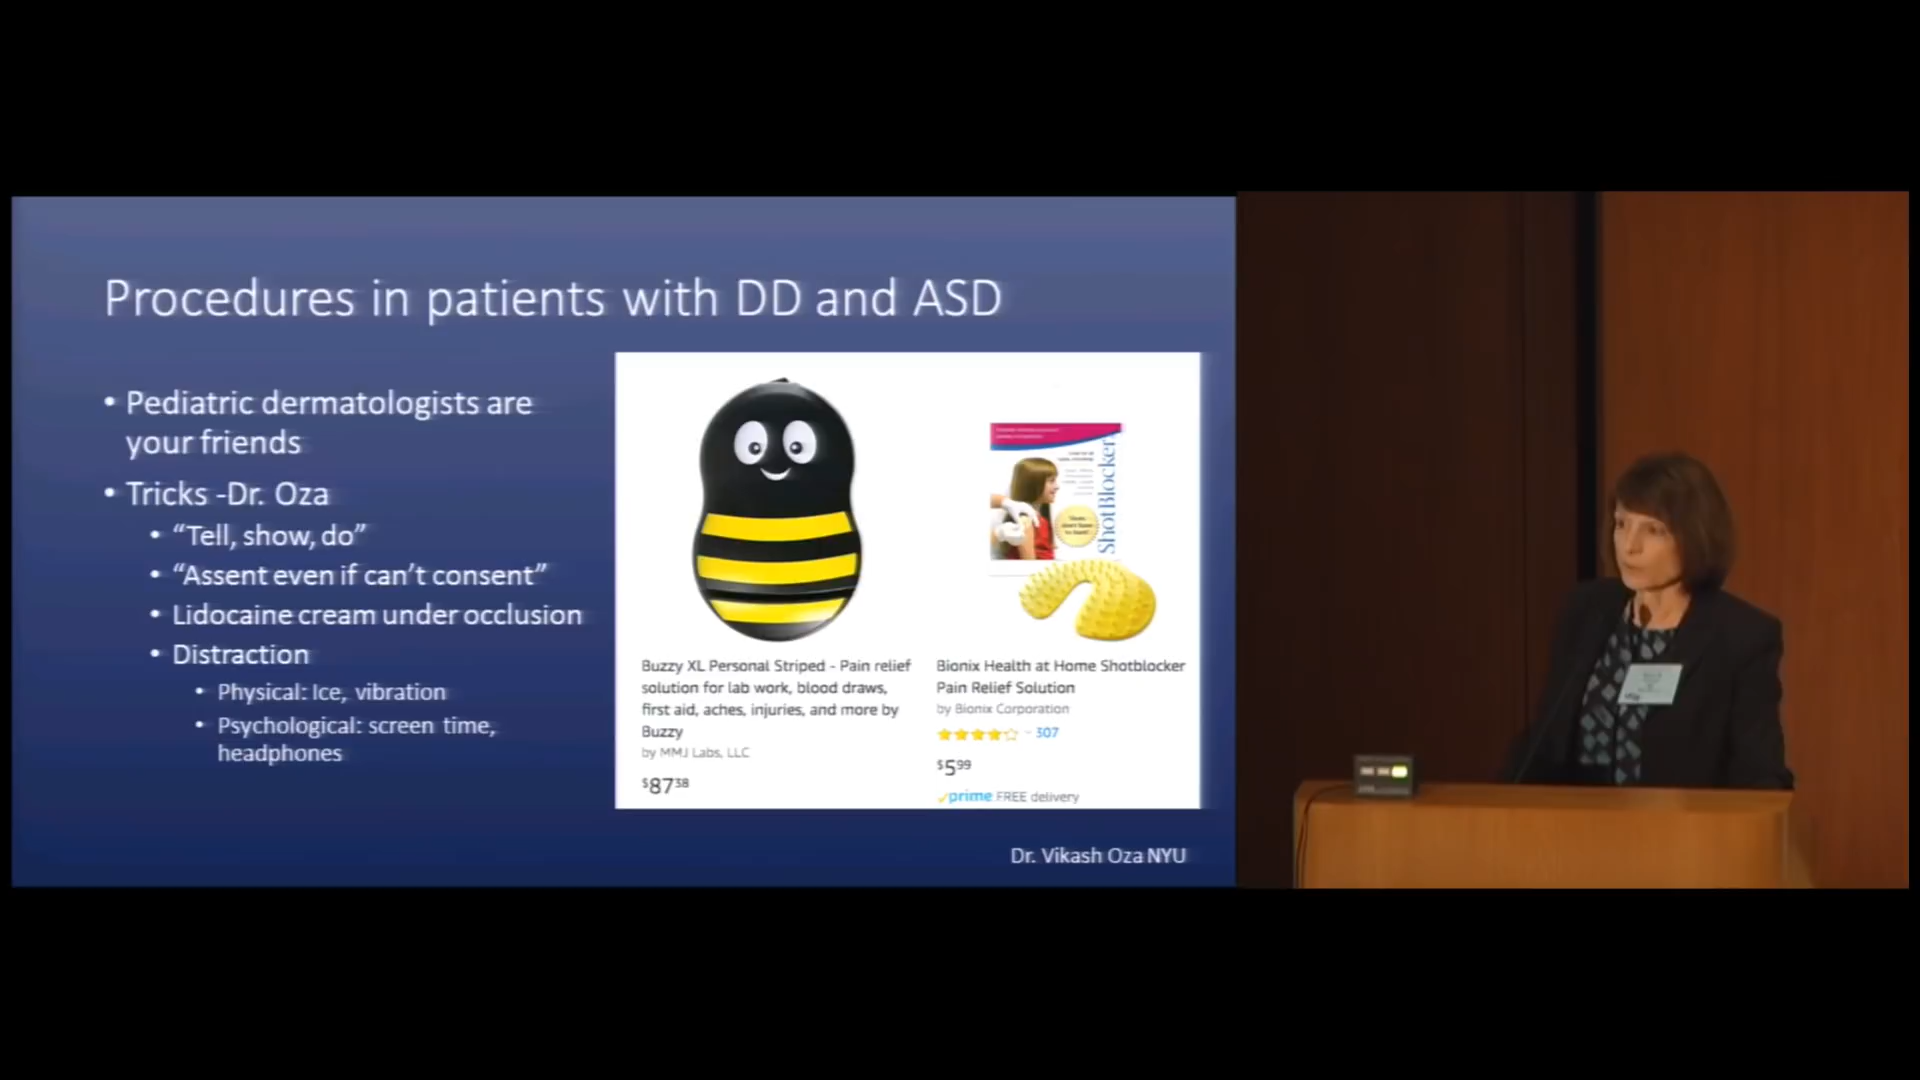 Procedures in patients with DD and ASD
• Pediatric dermatologists are
your friends
• Tricks -Dr. Oza
• “Tell, show, do”
• “Assent even if can’t consent”
• Lidocaine cream under occlusion
• Distraction
• Physical: Ice, vibration
• Psychological: screen time,
headphones
ShotBlocker
Buzzy XL Personal Striped - Pain relief
solution for lab work, blood draws,
first aid, aches, injuries, and more by
Buzzy
by MMJ Labs, LLC
$8738
Bionix Health at Home Shotblocker
Pain Relief Solution
by Bionix Corporation
307
$599
prime FREE delivery
Dr. Vikash Oza NYU